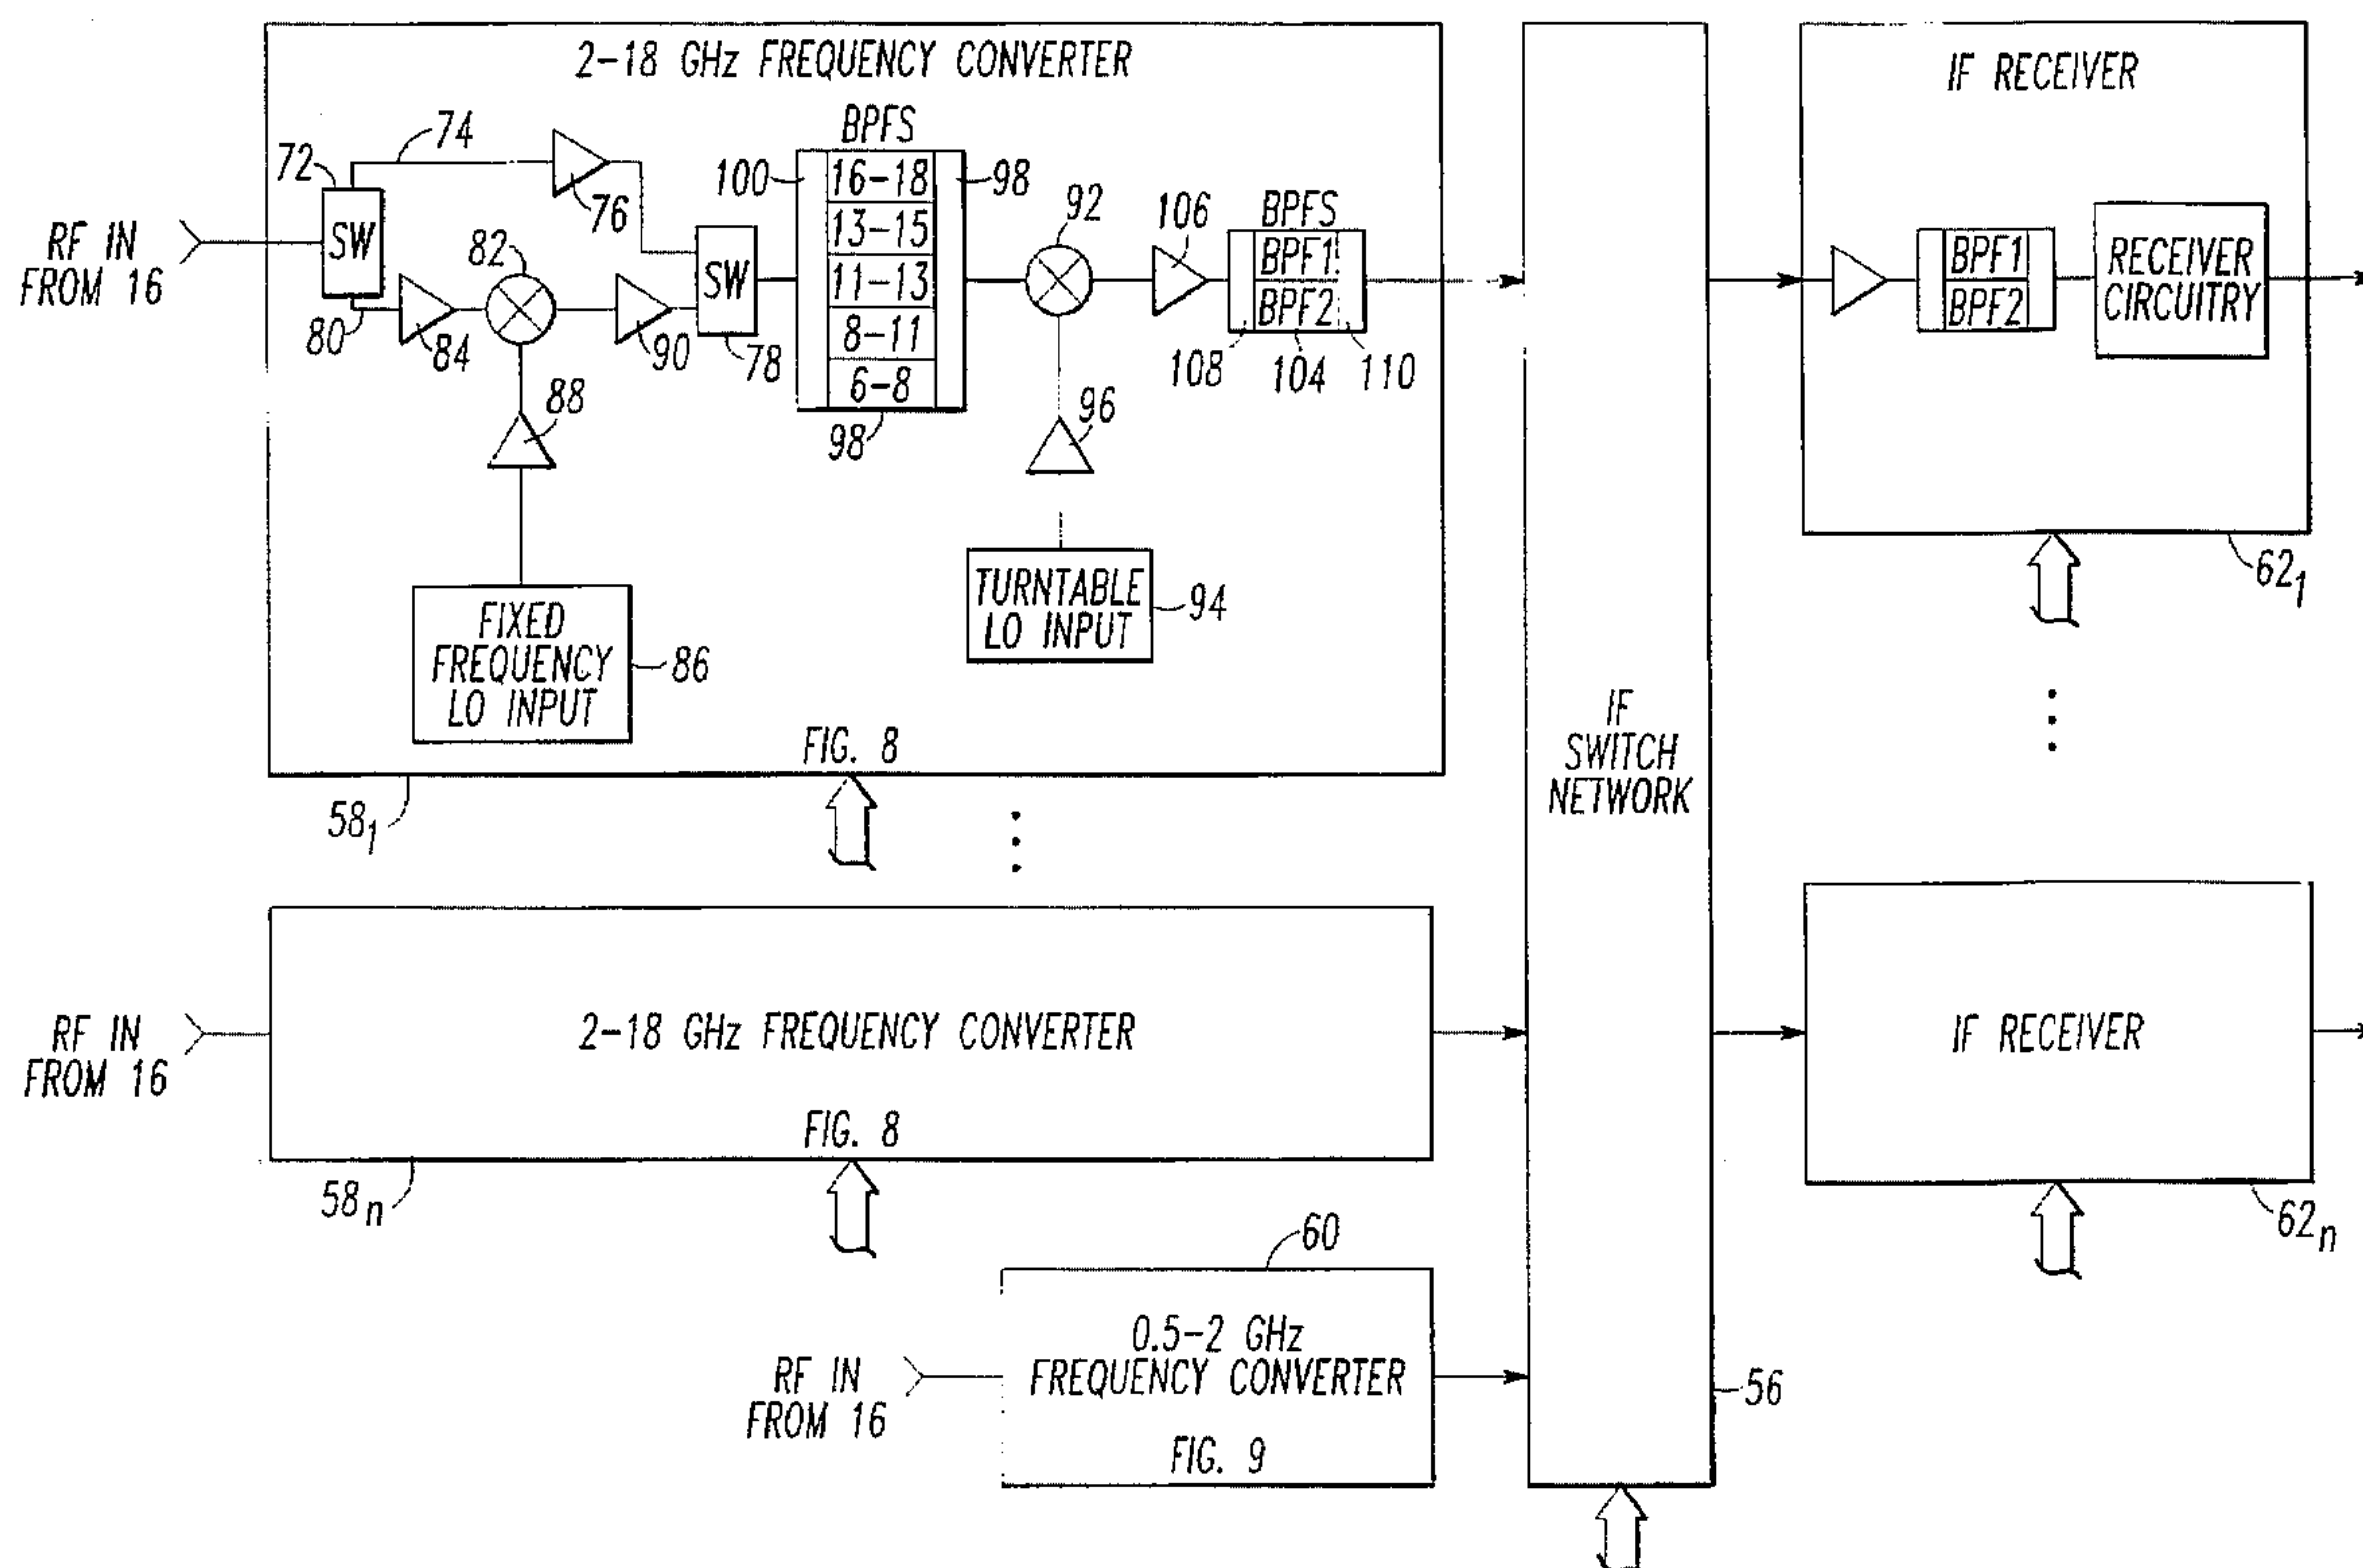 2-18 GHz FREQUENCY CONVERTER
RF IN
FROM 16
72
SW
74
76
80
84
82
88
90
FIXED
FREQUENCY
LO INPUT
86
SW
78
BPFS
100
16-18
13-15
11-13
8-11
6-8
98
98
92
96
TURNTABLE
LO INPUT
94
106
BPFS
BPF1
BPF2
108
104
110
FIG. 8
58₁
IF
SWITCH
NETWORK
56
IF RECEIVER
BPF1
BPF2
RECEIVER
CIRCUITRY
62₁
RF IN
FROM 16
2-18 GHz FREQUENCY CONVERTER
FIG. 8
58ₙ
IF RECEIVER
62ₙ
RF IN
FROM 16
60
0.5-2 GHz
FREQUENCY CONVERTER
FIG. 9